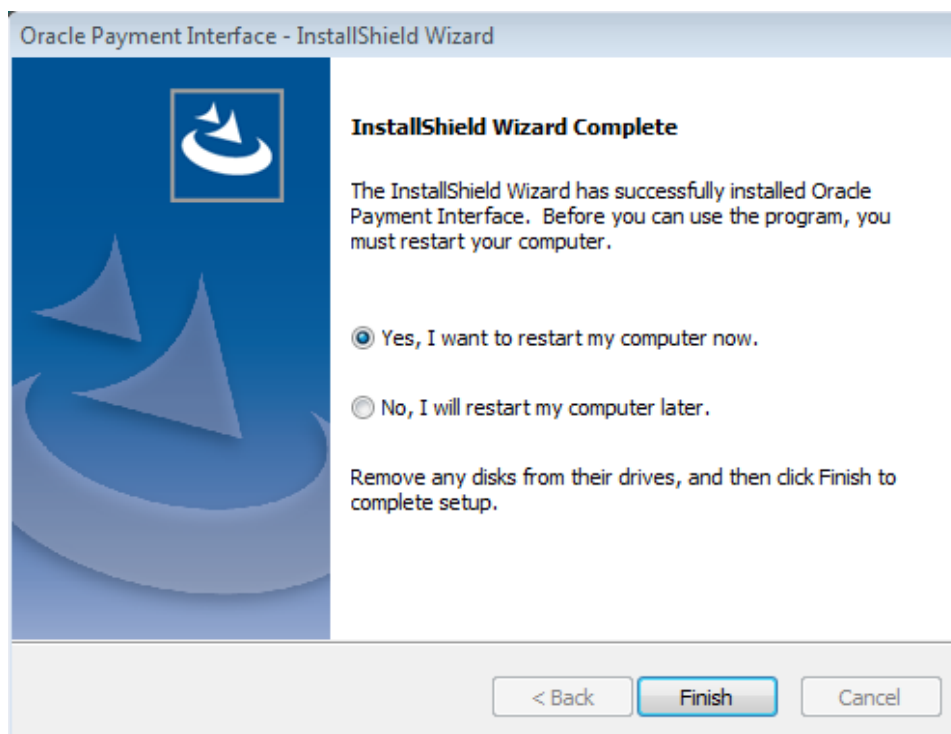 Oracle Payment Interface - InstallShield Wizard
InstallShield Wizard Complete
The InstallShield Wizard has successfully installed Oracle
Payment Interface.  Before you can use the program, you
must restart your computer.
Yes, I want to restart my computer now.
No, I will restart my computer later.
Remove any disks from their drives, and then click Finish to
complete setup.
< Back
Finish
Cancel